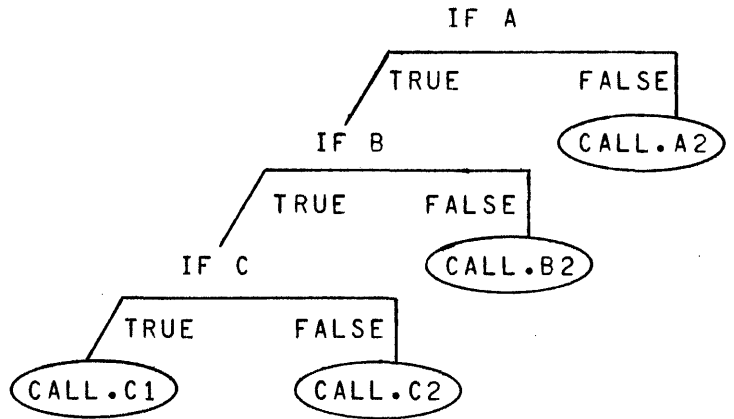 IF A
TRUE FALSE
CALL.A2
IF B
TRUE FALSE
CALL.B2
IF C
TRUE FALSE
CALL.C1 CALL.C2